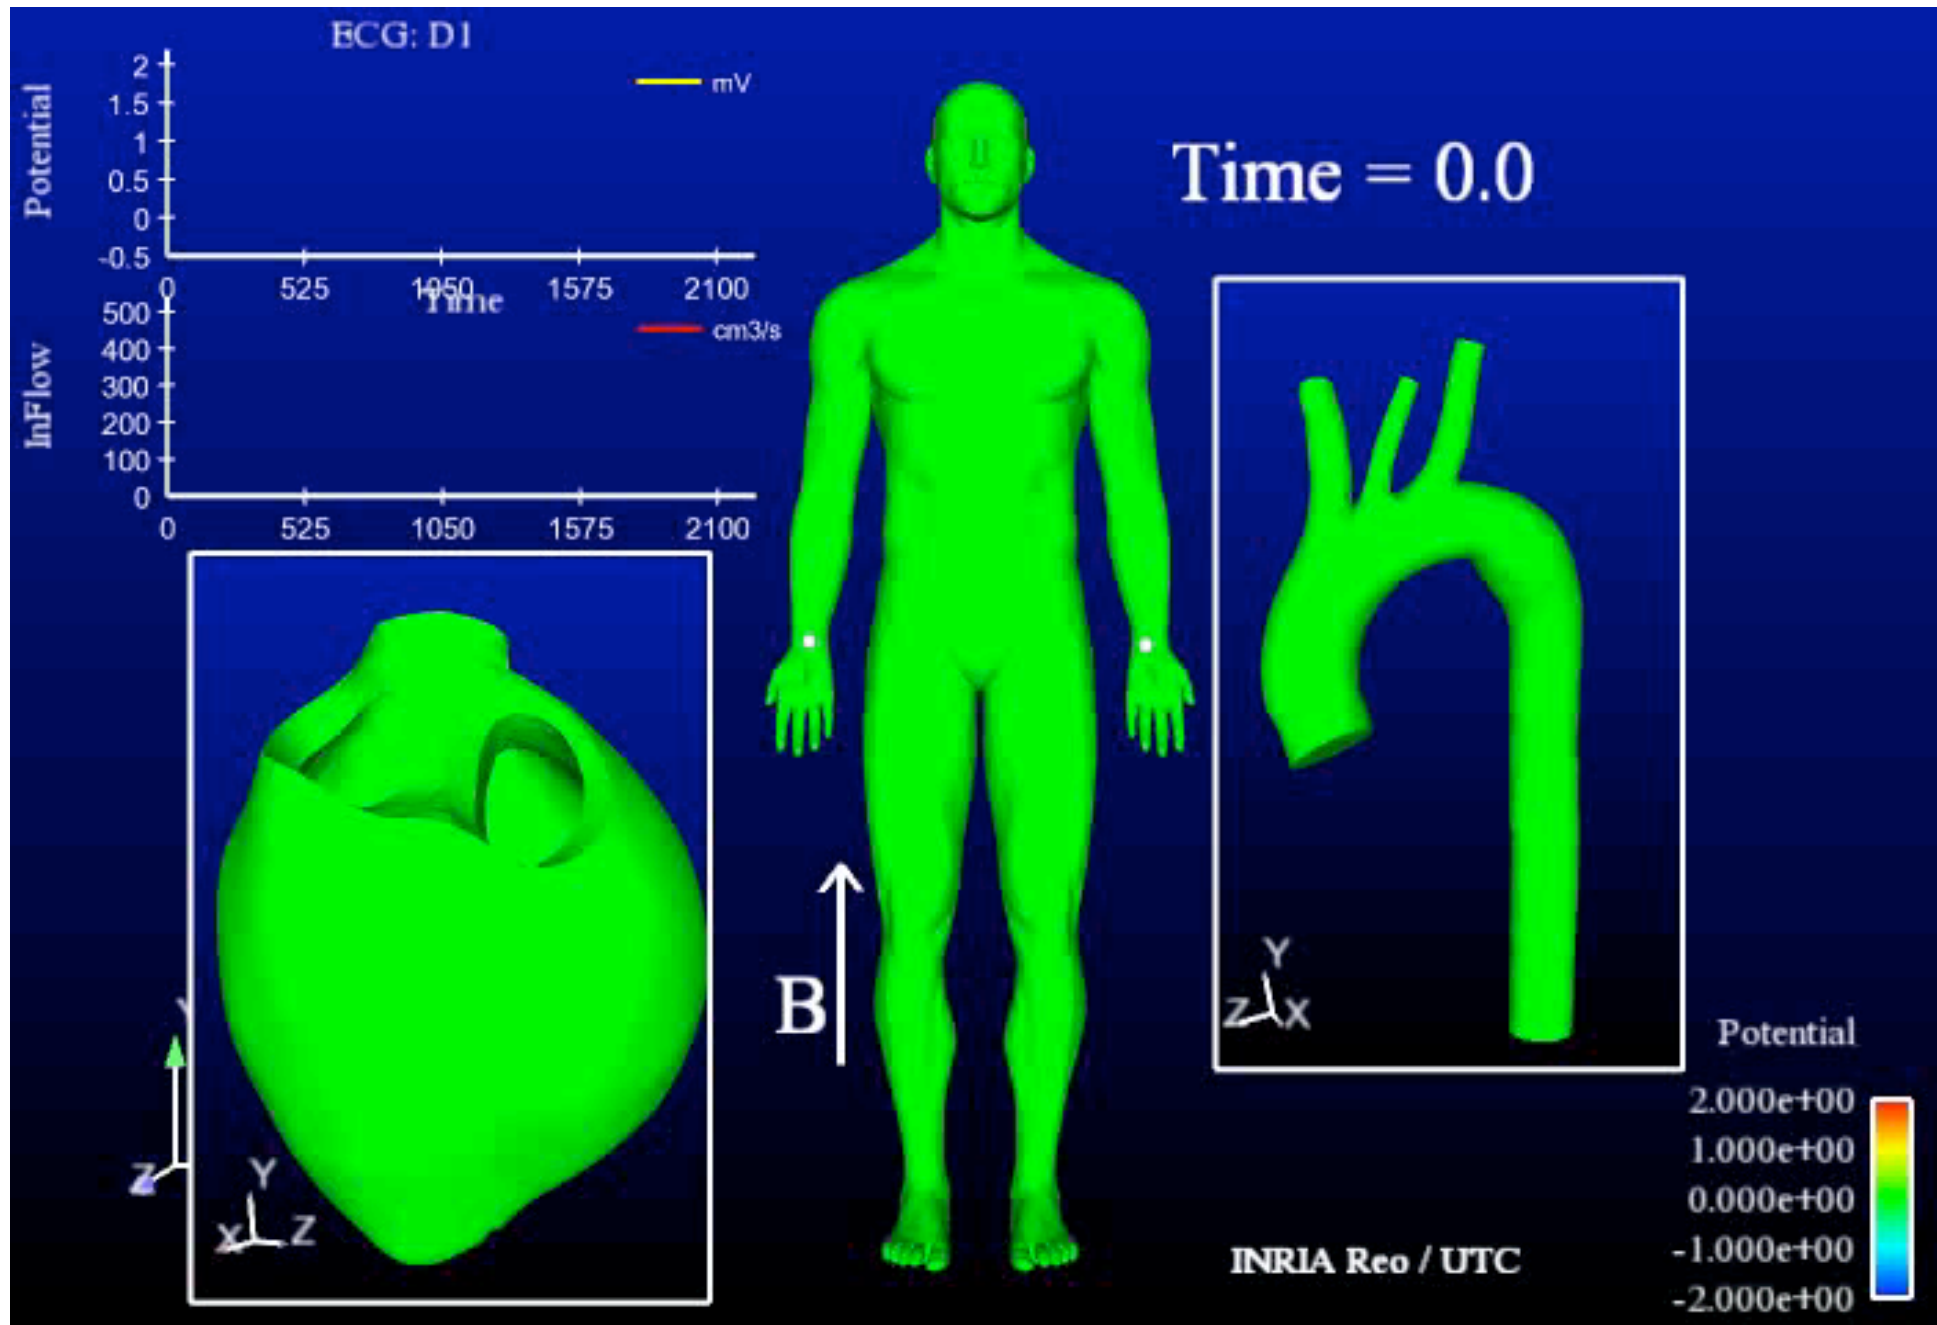 ECG: D1
mV
Potential
2
1.5
1
0.5
0
-0.5
0 525 1050 1575 2100
Time
cm3/s
InFlow
500
400
300
200
100
0
0 525 1050 1575 2100
Time = 0.0
B
Y
Z
Y
X Z
Y
Z X
Potential
2.000e+00
1.000e+00
0.000e+00
-1.000e+00
-2.000e+00
INRIA Reo / UTC